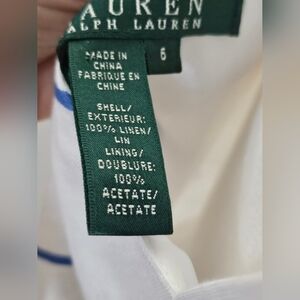 LAUREN
RALPH LAUREN
6
MADE IN
CHINA
FABRIQUE EN
CHINE
SHELL/
EXTERIEUR:
100% LINEN/
LIN
LINING/
DOUBLURE:
100%
ACETATE/
ACETATE